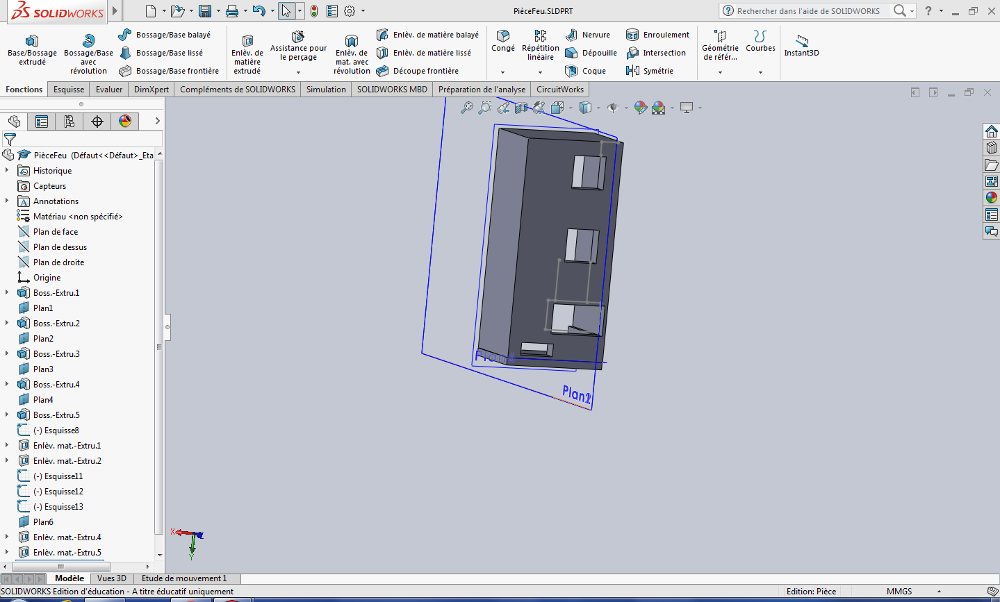 SOLIDWORKS
PièceFeu.SLDPRT
Rechercher dans l'aide de SOLIDWORKS
Base/Bossage extrudé
Bossage/Base avec révolution
Bossage/Base balayé
Bossage/Base lissé
Bossage/Base frontière
Enlèv. de matière extrudé
Assistance pour le perçage
Enlèv. de mat. avec révolution
Enlèv. de matière balayé
Enlèv. de matière lissé
Découpe frontière
Congé
Répétition linéaire
Nervure
Dépouille
Coque
Enroulement
Intersection
Symétrie
Géométrie de référ...
Courbes
Instant3D
Fonctions Esquisse Evaluer DimXpert Compléments de SOLIDWORKS Simulation SOLIDWORKS MBD Préparation de l'analyse CircuitWorks
PièceFeu (Défaut<<Défaut>_Eta
Historique
Capteurs
A Annotations
Matériau <non spécifié>
Plan de face
Plan de dessus
Plan de droite
Origine
Boss.-Extru.1
Plan1
Boss.-Extru.2
Plan2
Boss.-Extru.3
Plan3
Boss.-Extru.4
Plan4
Boss.-Extru.5
(-) Esquisse8
Enlèv. mat.-Extru.1
Enlèv. mat.-Extru.2
(-) Esquisse11
(-) Esquisse12
(-) Esquisse13
Plan6
Enlèv. mat.-Extru.4
Enlèv. mat.-Extru.5
X
Y
Modèle Vues 3D Etude de mouvement 1
SOLIDWORKS Edition d'éducation - A titre éducatif uniquement
Edition: Pièce
MMGS